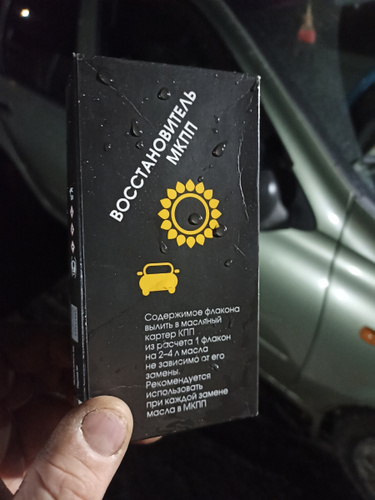 ВОССТАНОВИТЕЛЬ
МКПП
Содержимое флакона
вылить в масляный
картер КПП
из расчета 1 флакон
на 2-4 л масла
не зависимо от его
замены.
Рекомендуется
использовать
при каждой замене
масла в МКПП